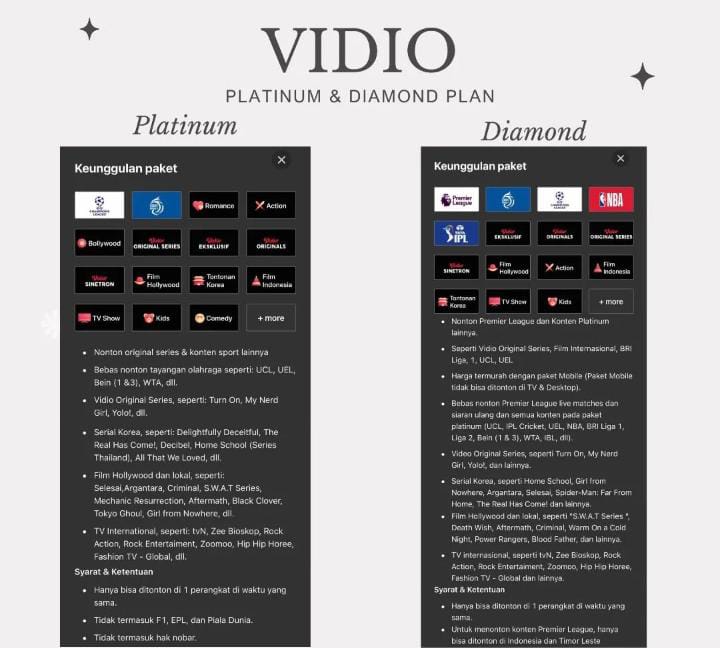 VIDIO
PLATINUM & DIAMOND PLAN
Platinum
Keunggulan paket
Romance
Action
Bollywood
Vidio ORIGINAL SERIES
Vidio EKSKLUSIF
Vidio ORIGINALS
Vidio SINETRON
Film Hollywood
Tontonan Korea
Film Indonesia
TV Show
Kids
Comedy
+ more
• Nonton original series & konten sport lainnya
• Bebas nonton tayangan olahraga seperti: UCL, UEL,
Bein (1 &3), WTA, dll.
• Vidio Original Series, seperti: Turn On, My Nerd
Girl, Yolo!, dll.
• Serial Korea, seperti: Delightfully Deceitful, The
Real Has Come!, Decibel, Home School (Series
Thailand), All That We Loved, dll.
• Film Hollywood dan lokal, seperti:
Selesai,Argantara, Criminal, S.W.A.T Series,
Mechanic Resurrection, Aftermath, Black Clover,
Tokyo Ghoul, Girl from Nowhere, dll.
• TV International, seperti: tvN, Zee Bioskop, Rock
Action, Rock Entertaiment, Zoomoo, Hip Hip Horee,
Fashion TV - Global, dll.
Syarat & Ketentuan
• Hanya bisa ditonton di 1 perangkat di waktu yang
sama.
• Tidak termasuk F1, EPL, dan Piala Dunia.
• Tidak termasuk hak nobar.
Diamond
Keunggulan paket
Premier League
NBA
IPL
Vidio EKSKLUSIF
Vidio ORIGINALS
Vidio ORIGINAL SERIES
Vidio SINETRON
Film Hollywood
Action
Film Indonesia
Tontonan Korea
TV Show
Kids
+ more
• Nonton Premier League dan Konten Platinum
lainnya.
• Seperti Vidio Original Series, Film Internasional, BRI
Liga, 1, UCL, UEL
• Harga termurah dengan paket Mobile (Paket Mobile
tidak bisa ditonton di TV & Desktop).
• Bebas nonton Premier League live matches dan
siaran ulang dan semua konten pada paket
platinum (UCL, IPL Cricket, UEL, NBA, BRI Liga 1,
Liga 2, Bein (1 & 3), WTA, IBL, dll).
• Video Original Series, seperti Turn On, My Nerd
Girl, Yolo!, dan lainnya.
• Serial Korea, seperti Home School, Girl from
Nowhere, Argantara, Selesai, Spider-Man: Far From
Home, The Real Has Come! dan lainnya.
• Film Hollywood dan lokal, seperti "S.W.A.T Series ",
Death Wish, Aftermath, Criminal, Warm On a Cold
Night, Power Rangers, Blood Father, dan lainnya.
• TV internasional, seperti tvN, Zee Bioskop, Rock
Action, Rock Entertaiment, Zoomoo, Hip Hip Horee,
Fashion TV - Global dan lainnya.
Syarat & Ketentuan
• Hanya bisa ditonton di 1 perangkat di waktu yang
sama.
• Untuk menonton konten Premier League, hanya
bisa ditonton di Indonesia dan Timor Leste